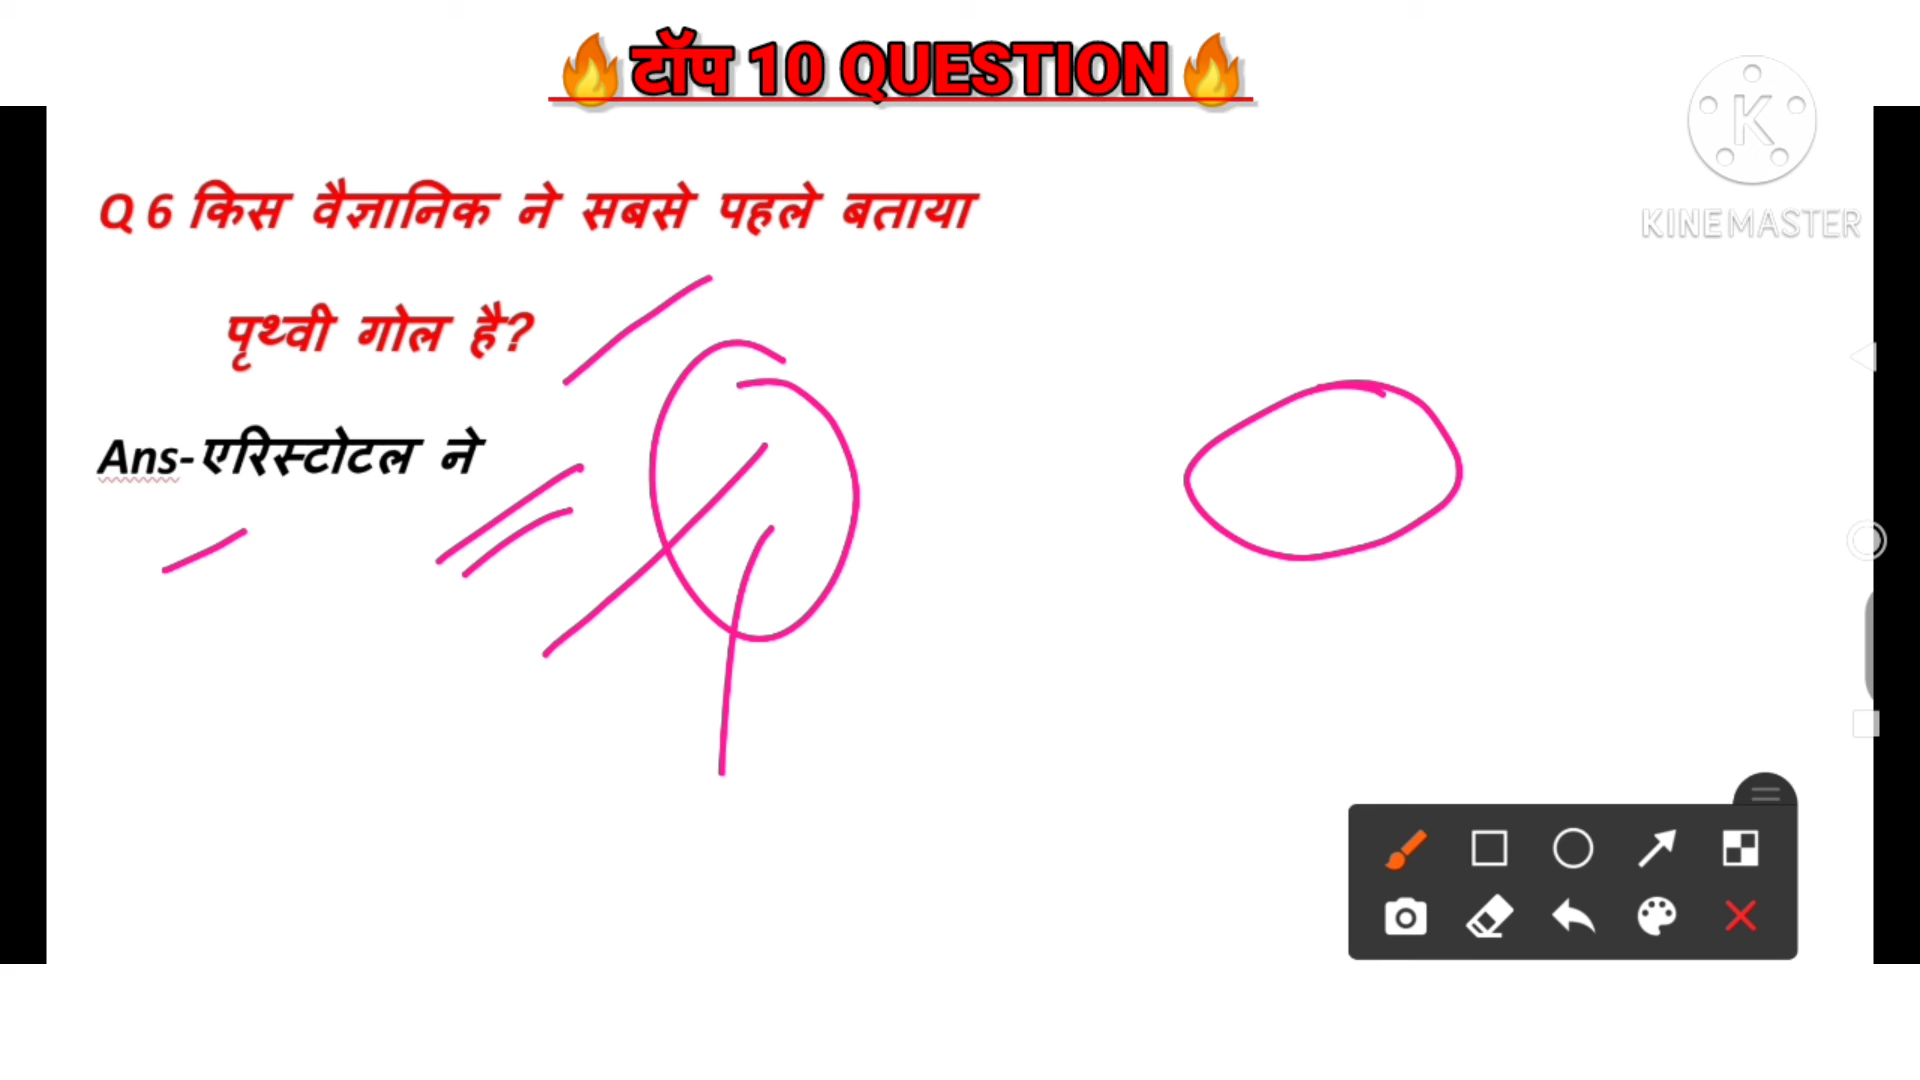 🔥टॉप 10 QUESTION🔥
K
KINEMASTER
Q 6 किस वैज्ञानिक ने सबसे पहले बताया
पृथ्वी गोल है?
Ans-एरिस्टोटल ने